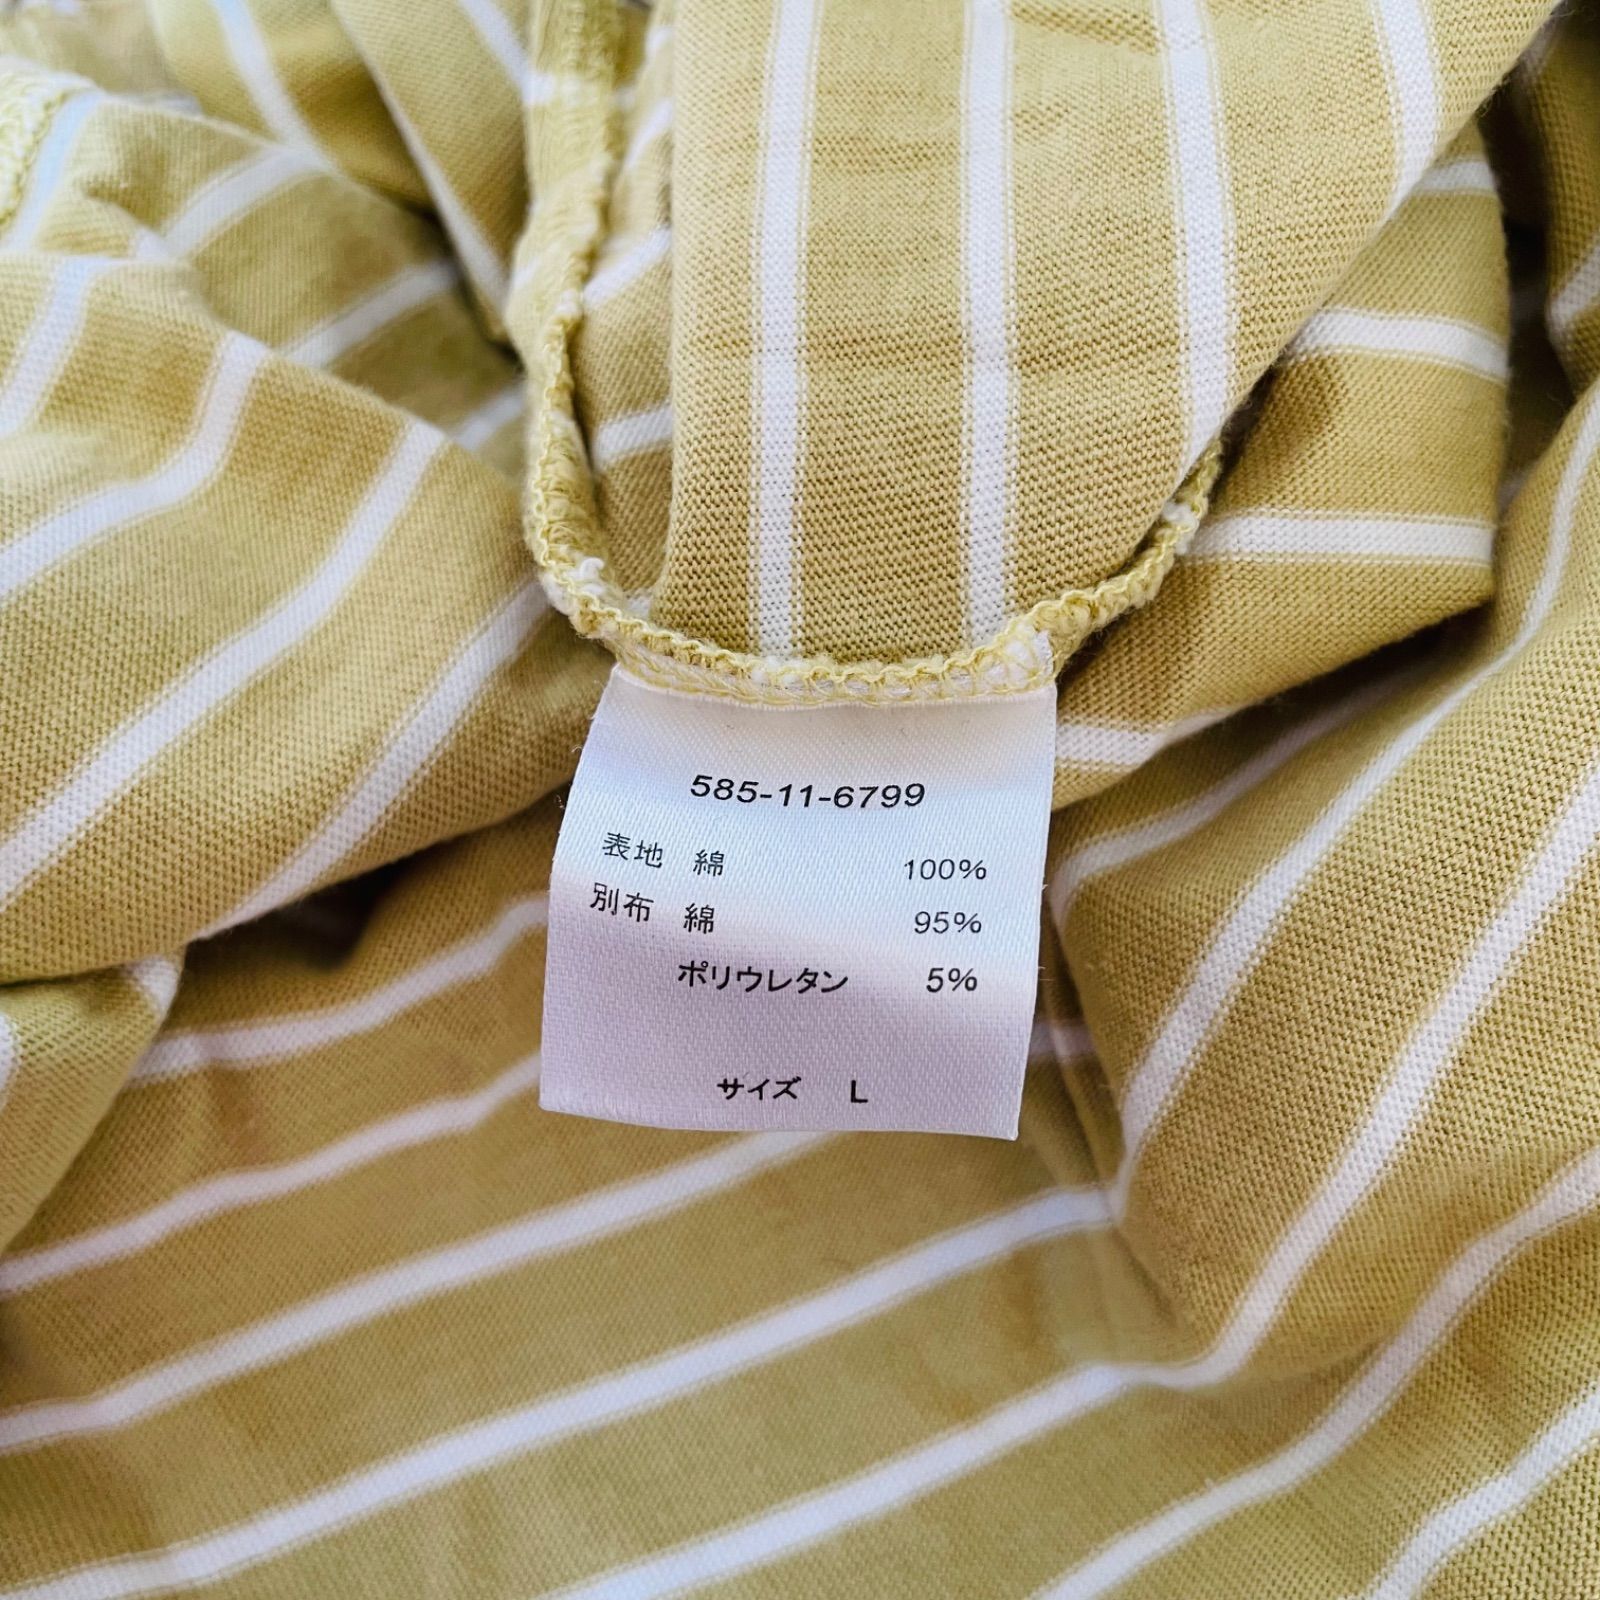 585-11-6799
表地 綿 100%
別布 綿 95%
ポリウレタン 5%
サイズ L